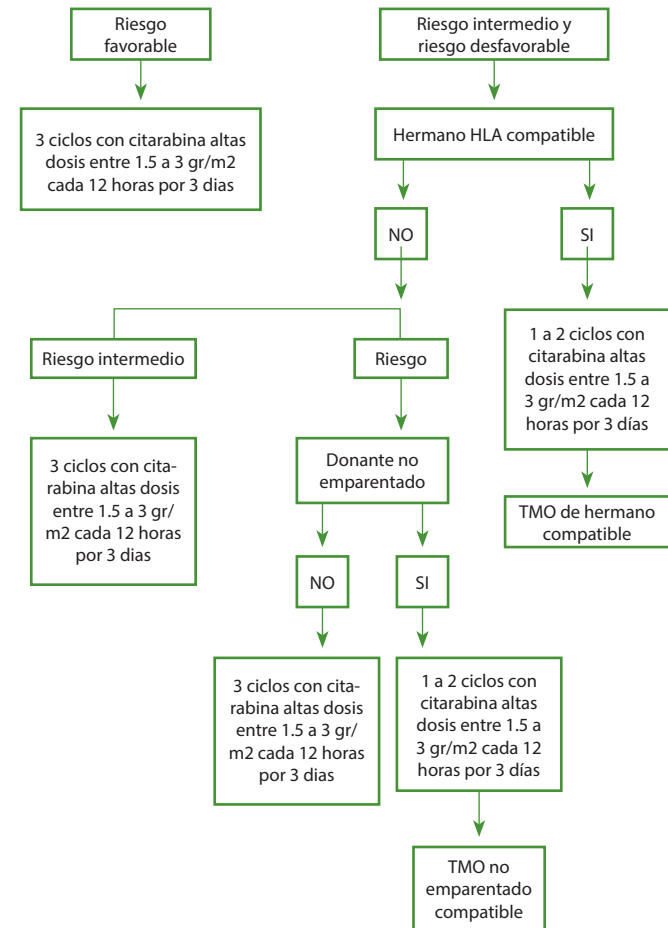 Riesgo
favorable
3 ciclos con citarabina altas
dosis entre 1.5 a 3 gr/m2
cada 12 horas por 3 dias
Riesgo intermedio y
riesgo desfavorable
Hermano HLA compatible
NO
SI
Riesgo intermedio
3 ciclos con cita-
rabina altas dosis
entre 1.5 a 3 gr/
m2 cada 12 horas
por 3 dias
Riesgo
Donante no
emparentado
NO
SI
3 ciclos con cita-
rabina altas dosis
entre 1.5 a 3 gr/
m2 cada 12 horas
por 3 dias
1 a 2 ciclos con
citarabina altas
dosis entre 1.5 a
3 gr/m2 cada 12
horas por 3 días
TMO no
emparentado
compatible
1 a 2 ciclos con
citarabina altas
dosis entre 1.5 a
3 gr/m2 cada 12
horas por 3 días
TMO de hermano
compatible